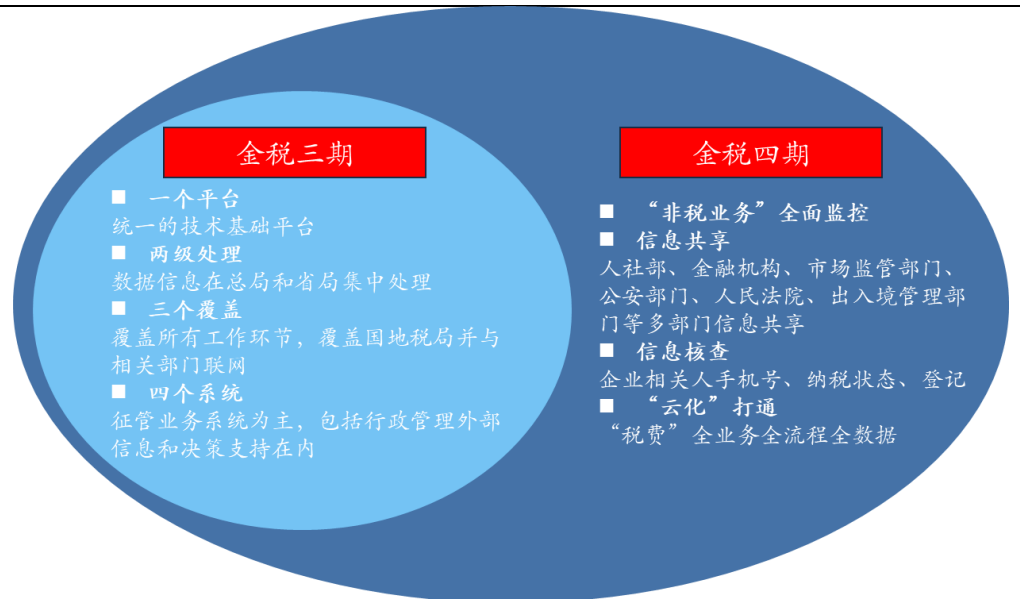 金税三期
■ 一个平台
统一的技术基础平台
■ 两级处理
数据信息在总局和省局集中处理
■ 三个覆盖
覆盖所有工作环节，覆盖国地税局并与
相关部门联网
■ 四个系统
征管业务系统为主，包括行政管理外部
信息和决策支持在内
金税四期
■ “非税业务”全面监控
■ 信息共享
人社部、金融机构、市场监管部门、
公安部门、人民法院、出入境管理部
门等多部门信息共享
■ 信息核查
企业相关人手机号、纳税状态、登记
■ “云化”打通
“税费”全业务全流程全数据